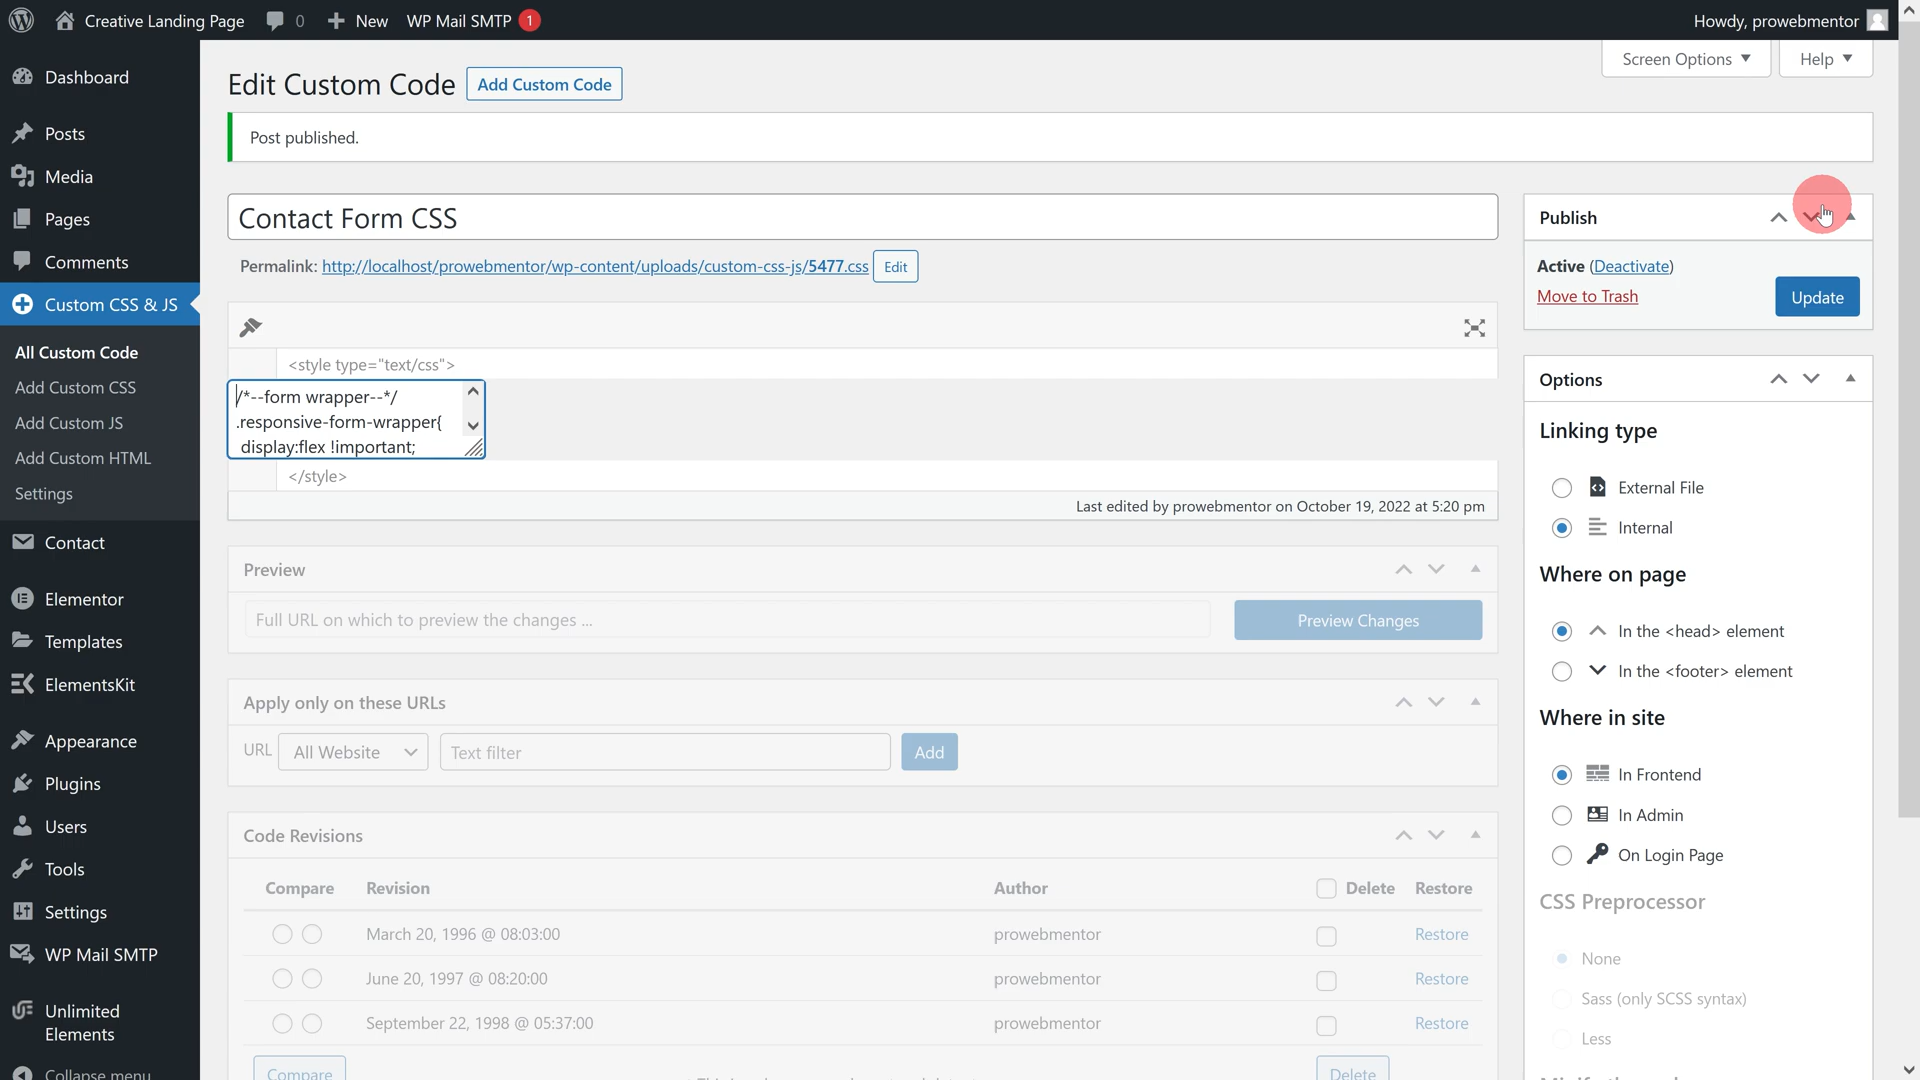 Creative Landing Page 0 New WP Mail SMTP 1 Howdy, prowebmentor
Screen Options Help
Dashboard
Posts
Media
Pages
Comments
Custom CSS & JS
All Custom Code
Add Custom CSS
Add Custom JS
Add Custom HTML
Settings
Contact
Elementor
Templates
ElementsKit
Appearance
Plugins
Users
Tools
Settings
WP Mail SMTP
Unlimited
Elements
Collapse menu
Edit Custom Code Add Custom Code
Post published.
Contact Form CSS
Permalink: http://localhost/prowebmentor/wp-content/uploads/custom-css-js/5477.css Edit
<style type="text/css">
/*--form wrapper--*/
.responsive-form-wrapper{
display:flex !important;
</style>
Last edited by prowebmentor on October 19, 2022 at 5:20 pm
Preview
Full URL on which to preview the changes ... Preview Changes
Apply only on these URLs
URL All Website Text filter Add
Code Revisions
Compare Revision Author Delete Restore
March 20, 1996 @ 08:03:00 prowebmentor Restore
June 20, 1997 @ 08:20:00 prowebmentor Restore
September 22, 1998 @ 05:37:00 prowebmentor Restore
Compare Delete
Publish
Active (Deactivate)
Move to Trash Update
Options
Linking type
External File
Internal
Where on page
In the <head> element
In the <footer> element
Where in site
In Frontend
In Admin
On Login Page
CSS Preprocessor
None
Sass (only SCSS syntax)
Less